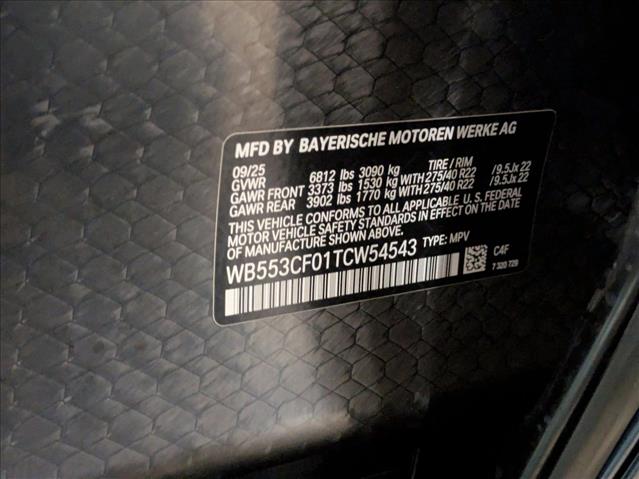 MFD BY BAYERISCHE MOTOREN WERKE AG
09/25 TIRE / RIM
GVWR 6812 lbs 3090 kg
GAWR FRONT 3373 lbs 1530 kg WITH 275/40 R22 /9.5Jx 22
GAWR REAR 3902 lbs 1770 kg WITH 275/40 R22 /9.5Jx 22
THIS VEHICLE CONFORMS TO ALL APPLICABLE U. S. FEDERAL
MOTOR VEHICLE SAFETY STANDARDS IN EFFECT ON THE DATE
OF MANUFACTURE SHOWN ABOVE.
WB553CF01TCW54543 TYPE: MPV
C4F
7 320 729